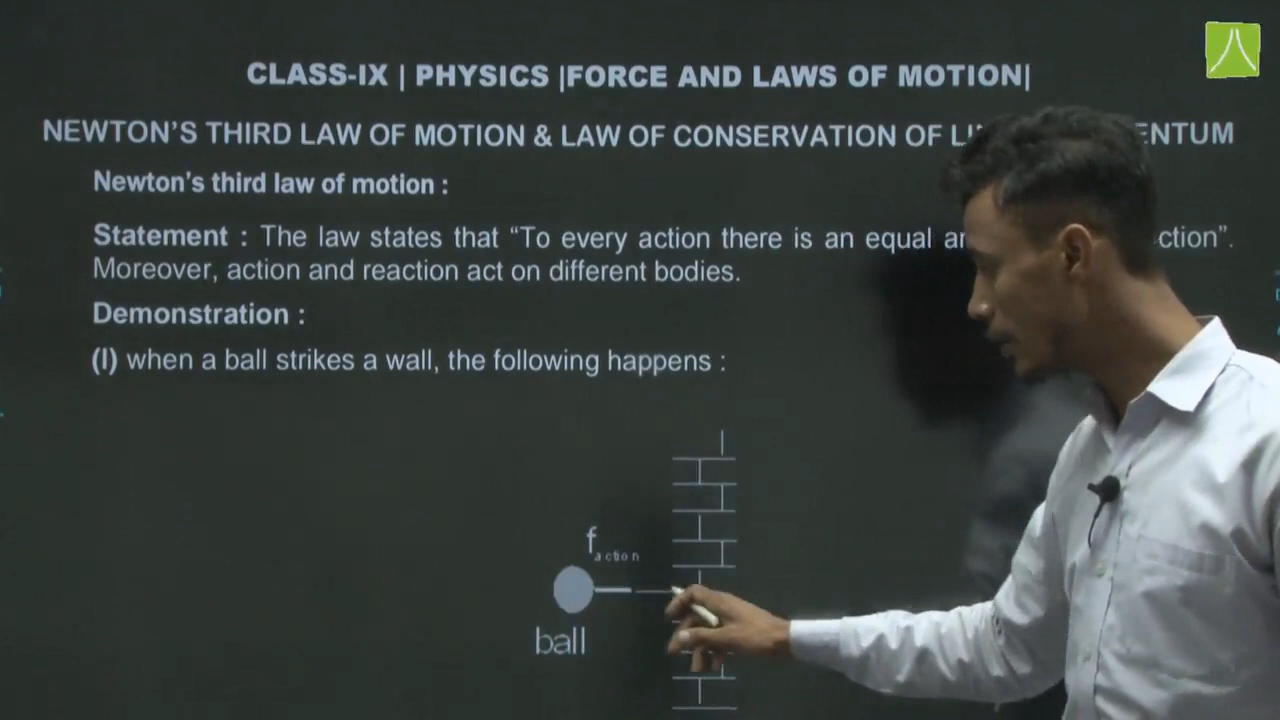 CLASS-IX | PHYSICS |FORCE AND LAWS OF MOTION|
NEWTON'S THIRD LAW OF MOTION & LAW OF CONSERVATION OF LI ENTUM
Newton's third law of motion :
Statement : The law states that “To every action there is an equal an ction”.
Moreover, action and reaction act on different bodies.
Demonstration :
(I) when a ball strikes a wall, the following happens :
f action
ball